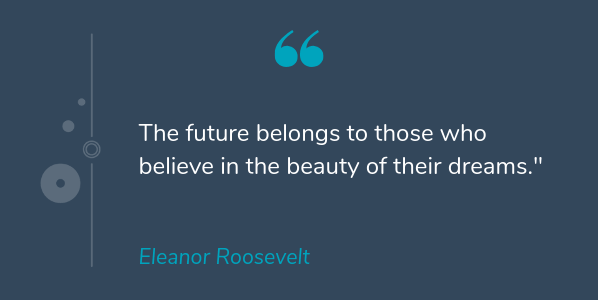 “
The future belongs to those who
believe in the beauty of their dreams."
Eleanor Roosevelt